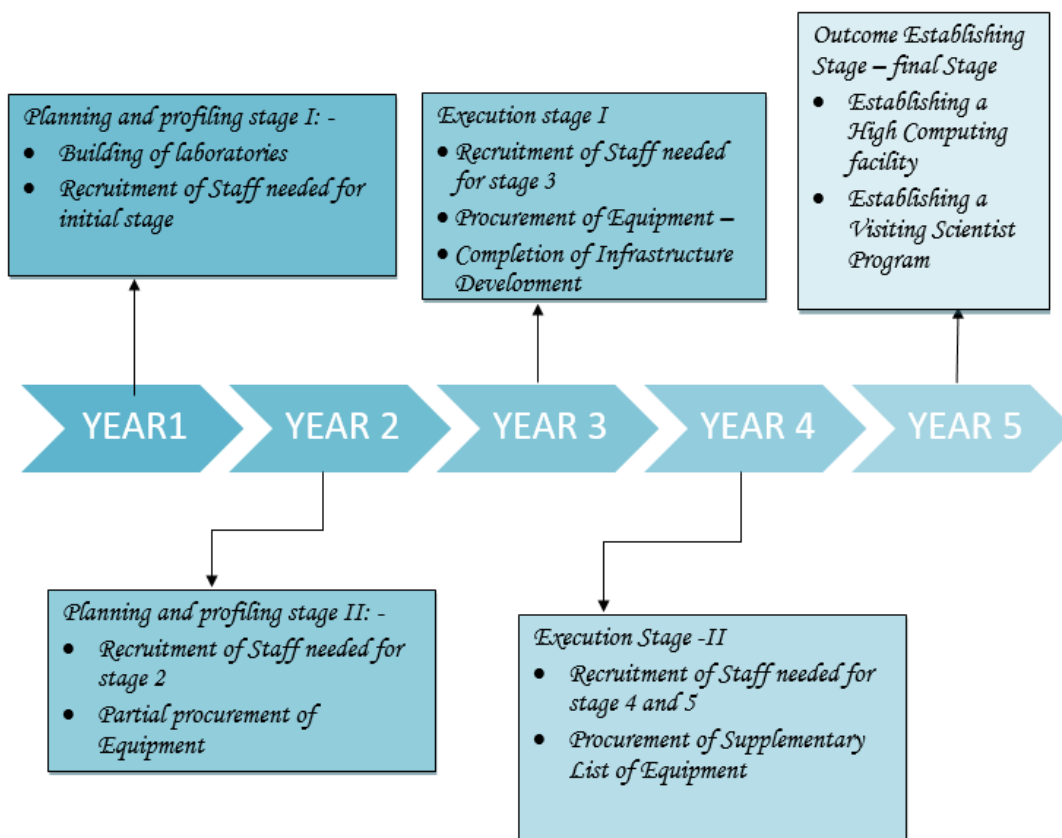 Planning and profiling stage I: -
• Building of laboratories
• Recruitment of Staff needed for
initial stage
Execution stage I
• Recruitment of Staff needed
for stage 3
• Procurement of Equipment –
• Completion of Infrastructure
Development
Outcome Establishing
Stage – final Stage
• Establishing a
High Computing
facility
• Establishing a
Visiting Scientist
Program
YEAR1
YEAR 2
YEAR 3
YEAR 4
YEAR 5
Planning and profiling stage II: -
• Recruitment of Staff needed for
stage 2
• Partial procurement of
Equipment
Execution Stage -II
• Recruitment of Staff needed for
stage 4 and 5
• Procurement of Supplementary
List of Equipment